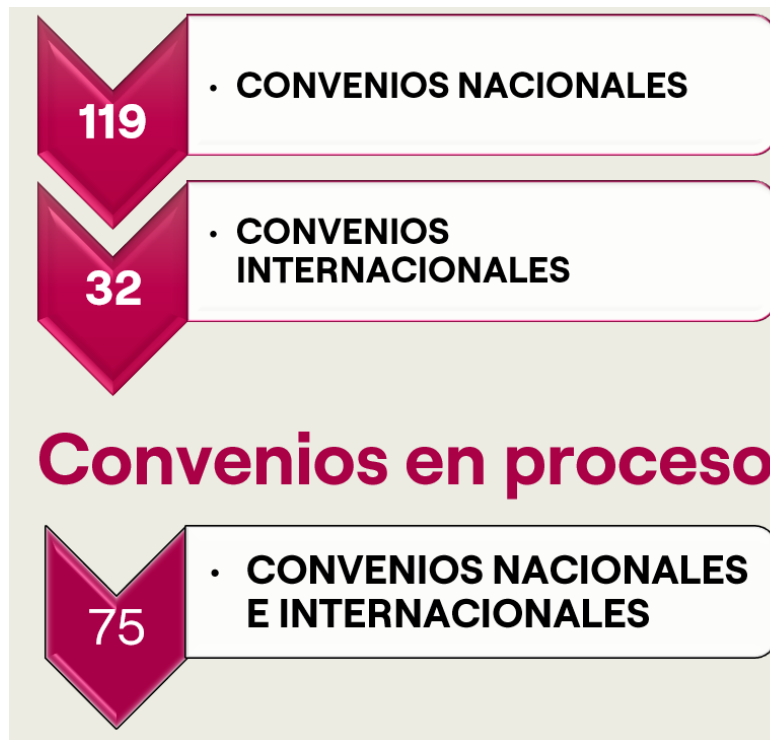 119
• CONVENIOS NACIONALES
32
• CONVENIOS
INTERNACIONALES
Convenios en proceso
75
• CONVENIOS NACIONALES
E INTERNACIONALES